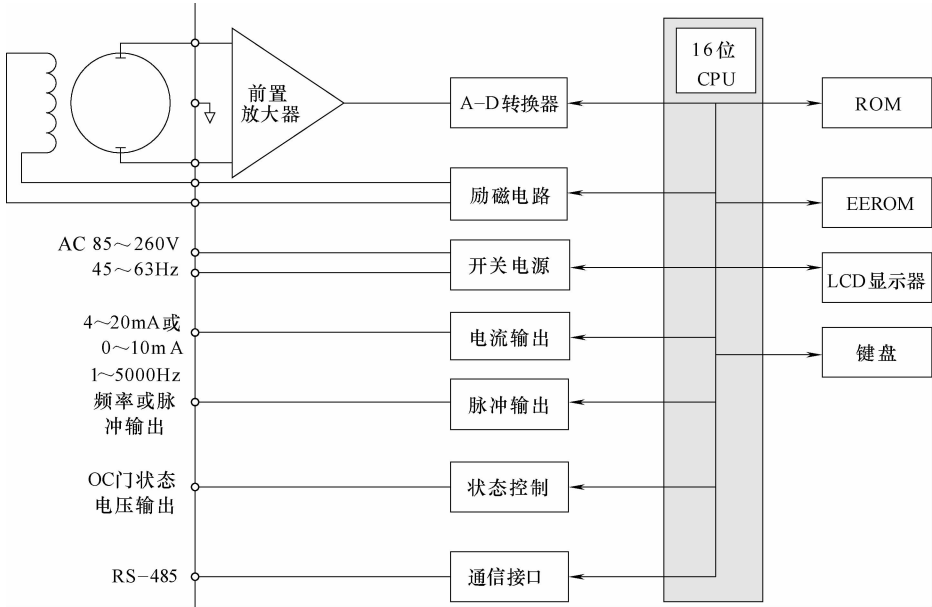 前置
放大器
A-D转换器
16位
CPU
ROM
励磁电路
EEROM
AC 85～260V
45～63Hz
开关电源
LCD显示器
4～20mA或
0～10mA
电流输出
键盘
1～5000Hz
频率或脉
冲输出
脉冲输出
OC门状态
电压输出
状态控制
RS-485
通信接口